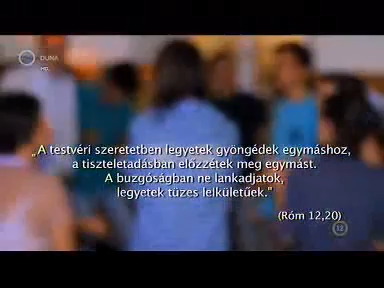 DUNA
HD
„A testvéri szeretetben legyetek gyöngédek egymáshoz,
a tiszteletadásban előzzétek meg egymást.
A buzgóságban ne lankadjatok,
legyetek tüzes lelkületűek."
(Róm 12,20)
12